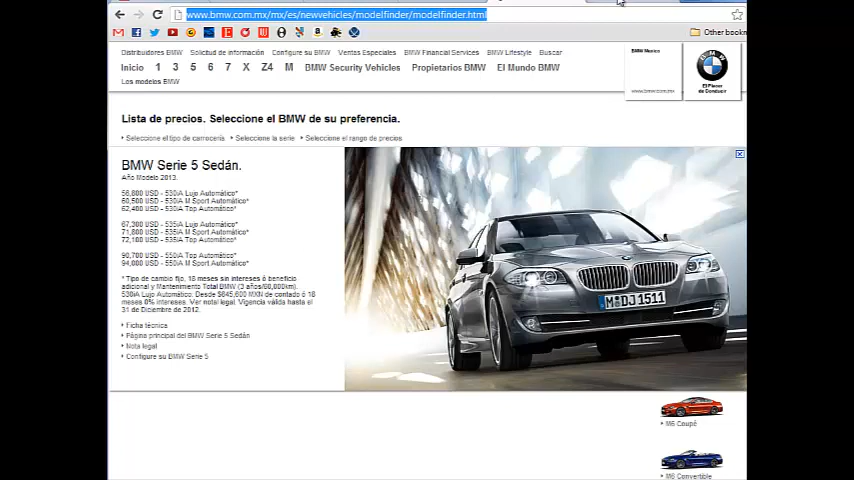 www.bmw.com.mx/mx/es/newvehicles/modelfinder/modelfinder.html
Other bookm
Distribuidores BMW Solicitud de información Configure su BMW Ventas Especiales BMW Financial Services BMW Lifestyle Buscar
Inicio 1 3 5 6 7 X Z4 M BMW Security Vehicles Propietarios BMW El Mundo BMW
Los modelos BMW
BMW Mexico
www.bmw.com.mx
BMW
El Placer
de Conducir
Lista de precios. Seleccione el BMW de su preferencia.
Seleccione el tipo de carrocería Seleccione la serie Seleccione el rango de precios
BMW Serie 5 Sedán.
Año Modelo 2013.
56,800 USD - 530iA Lujo Automático*
60,500 USD - 530iA M Sport Automático*
62,400 USD - 530iA Top Automático*
67,300 USD - 535iA Lujo Automático*
71,800 USD - 535iA M Sport Automático*
72,100 USD - 535iA Top Automático*
90,700 USD - 550iA Top Automático*
94,000 USD - 550iA M Sport Automático*
* Tipo de cambio fijo, 18 meses sin intereses ó beneficio
adicional y Mantenimiento Total BMW (3 años/60,000km).
530iA Lujo Automático. Desde $645,600 MXN de contado ó 18
meses 0% intereses. Ver nota legal. Vigencia válida hasta el
31 de Diciembre de 2012.
Ficha técnica
Página principal del BMW Serie 5 Sedán
Nota legal
Configure su BMW Serie 5
M DJ 1511
M6 Coupé
M6 Convertible